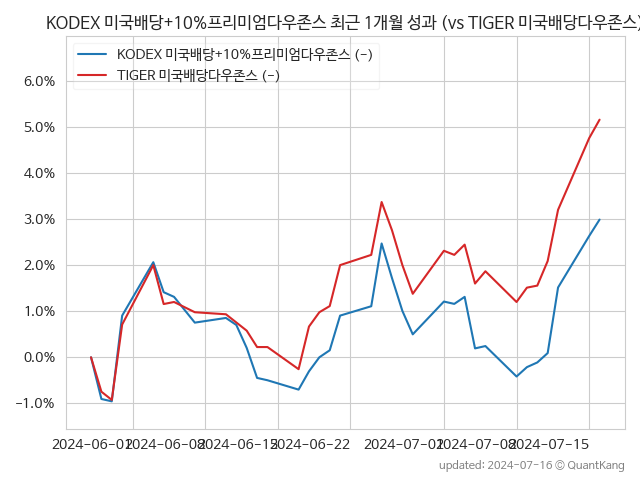 KODEX 미국배당+10%프리미엄다우존스 최근 1개월 성과 (vs TIGER 미국배당다우존스)
KODEX 미국배당+10%프리미엄다우존스 (-)
TIGER 미국배당다우존스 (-)
6.0%
5.0%
4.0%
3.0%
2.0%
1.0%
0.0%
-1.0%
2024-06-01 2024-06-08 2024-06-15 2024-06-22 2024-07-01 2024-07-08 2024-07-15
updated: 2024-07-16 © QuantKang